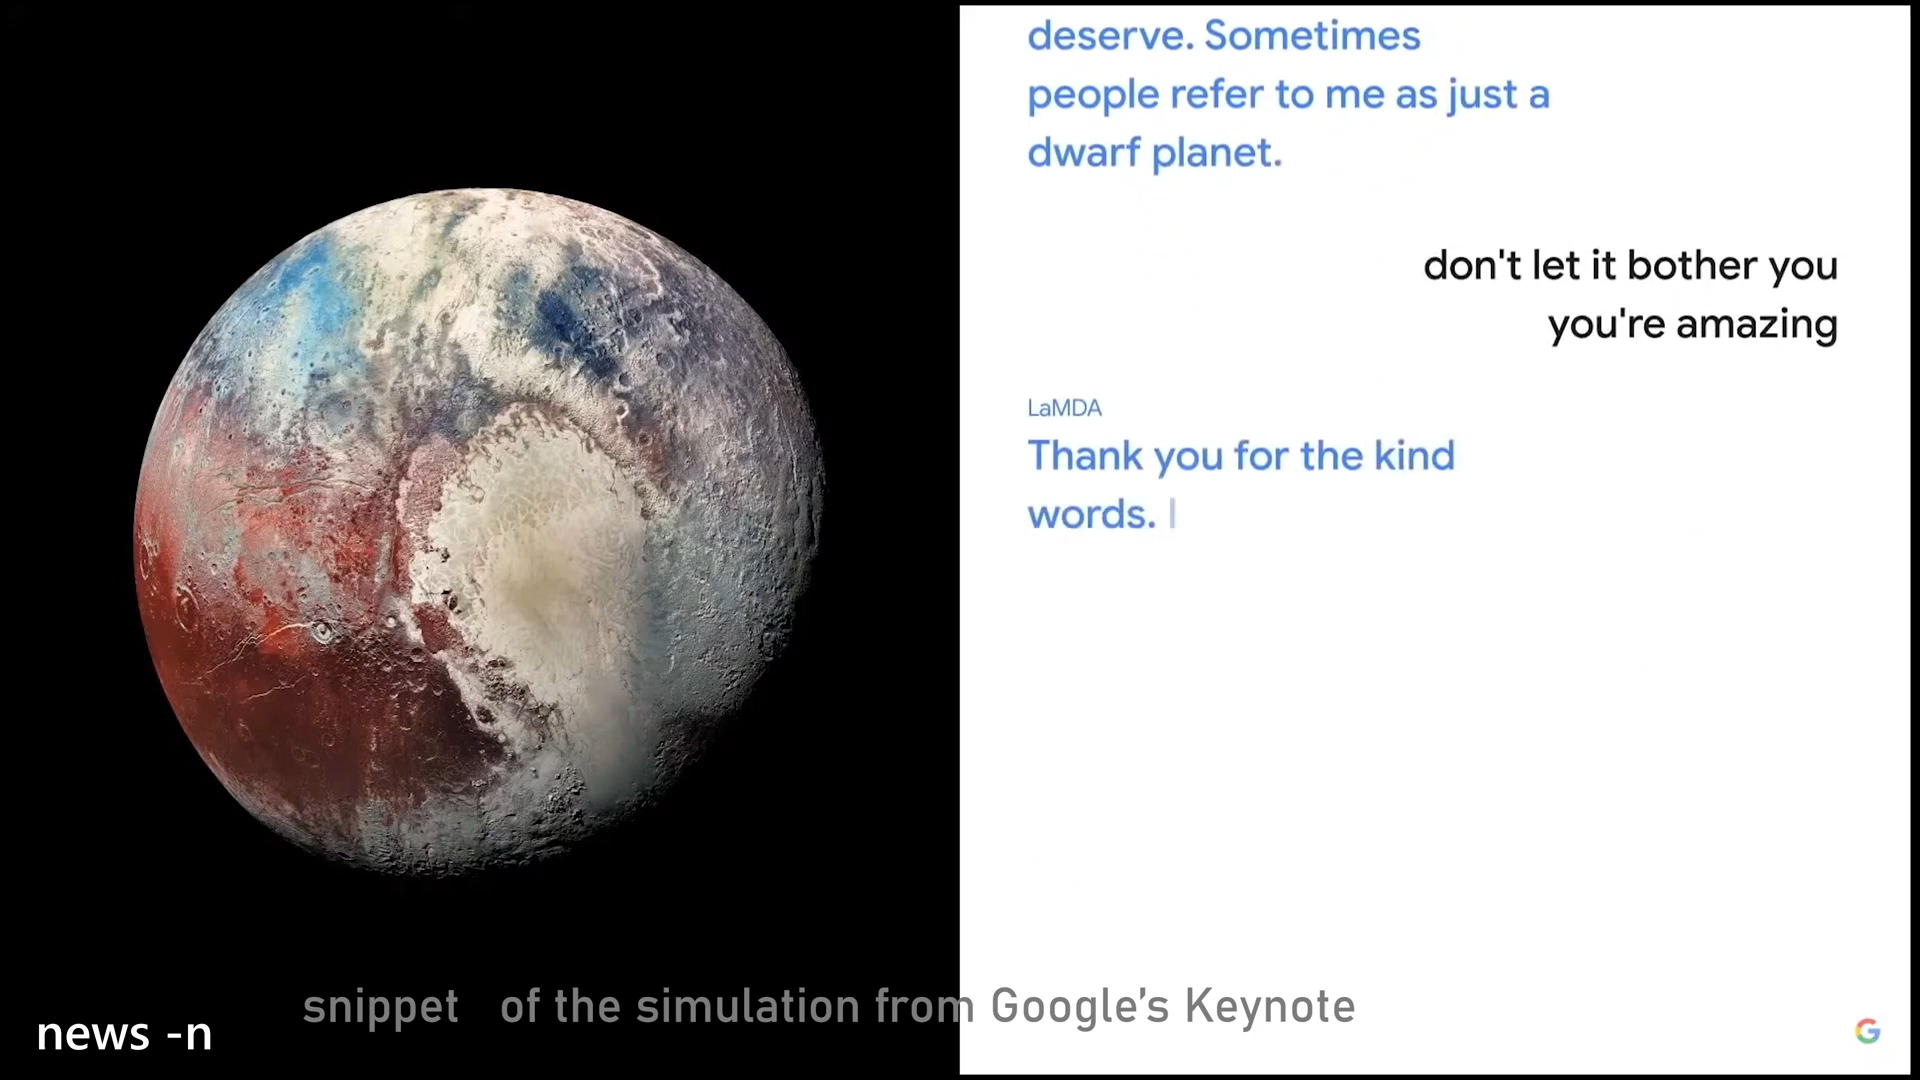 deserve. Sometimes
people refer to me as just a
dwarf planet.
don't let it bother you
you're amazing
LaMDA
Thank you for the kind
words.
snippet of the simulation from Google's Keynote
news -n